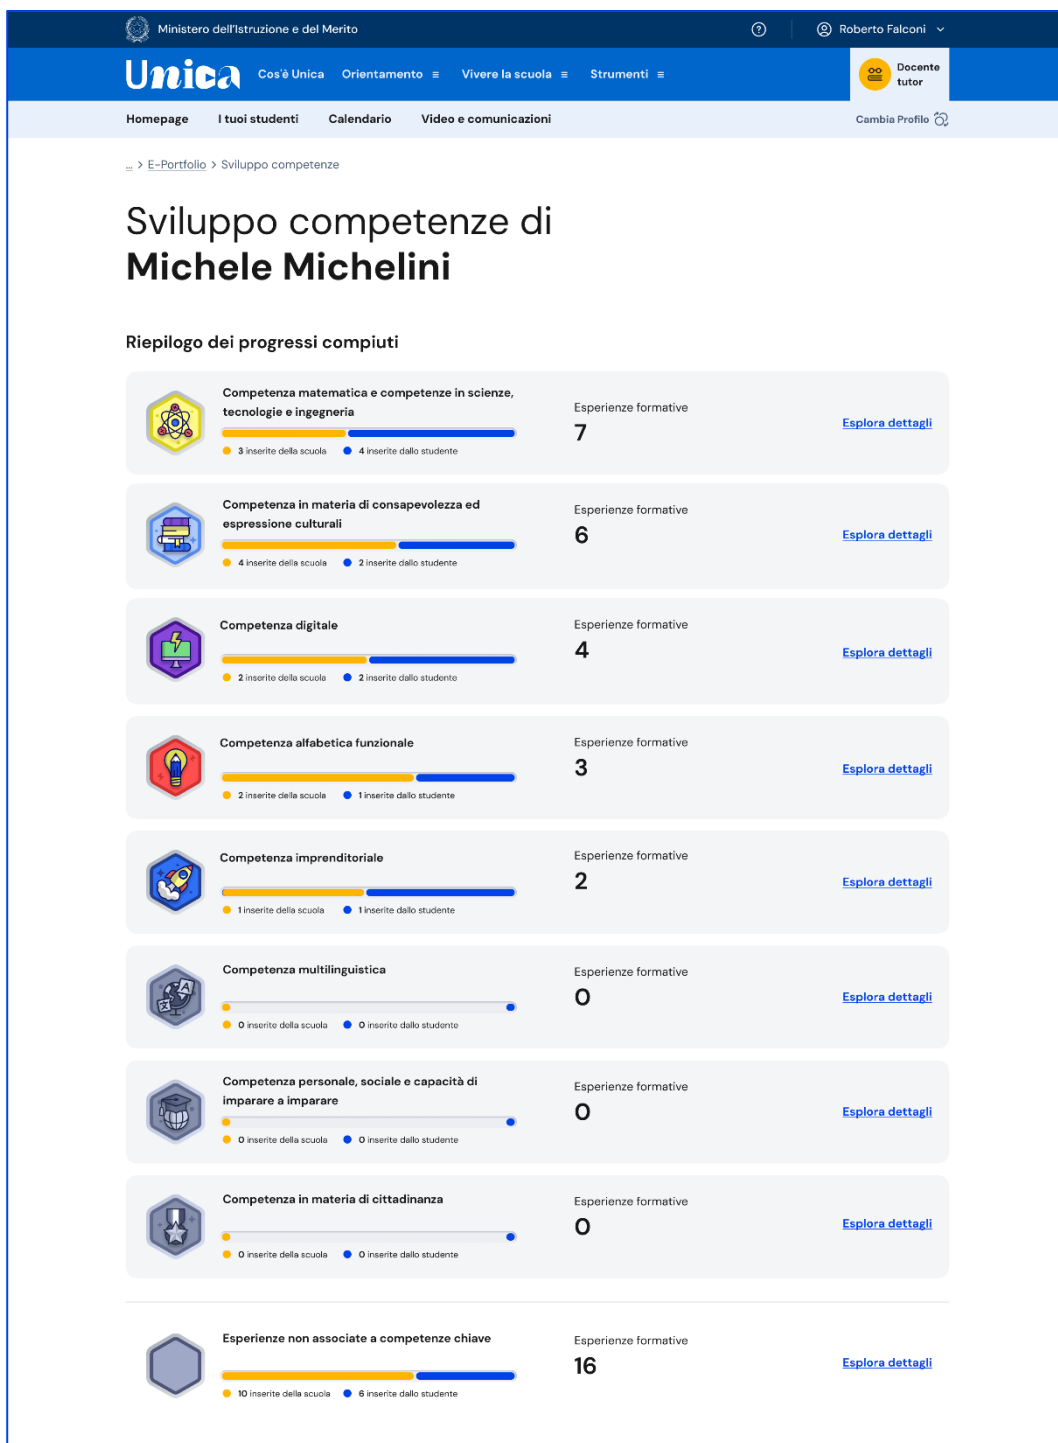 Ministero dell'Istruzione e del Merito
Roberto Falconi
Unica
Cos'è Unica Orientamento Vivere la scuola Strumenti
Docente
tutor
Homepage I tuoi studenti Calendario Video e comunicazioni
Cambia Profilo
... > E-Portfolio > Sviluppo competenze
Sviluppo competenze di
Michele Michelini
Riepilogo dei progressi compiuti
Competenza matematica e competenze in scienze,
tecnologie e ingegneria
3 inserite della scuola 4 inserite dallo studente
Esperienze formative
7
Esplora dettagli
Competenza in materia di consapevolezza ed
espressione culturali
4 inserite della scuola 2 inserite dallo studente
Esperienze formative
6
Esplora dettagli
Competenza digitale
2 inserite della scuola 2 inserite dallo studente
Esperienze formative
4
Esplora dettagli
Competenza alfabetica funzionale
2 inserite della scuola 1 inserite dallo studente
Esperienze formative
3
Esplora dettagli
Competenza imprenditoriale
1 inserite della scuola 1 inserite dallo studente
Esperienze formative
2
Esplora dettagli
Competenza multilinguistica
0 inserite della scuola 0 inserite dallo studente
Esperienze formative
0
Esplora dettagli
Competenza personale, sociale e capacità di
imparare a imparare
0 inserite della scuola 0 inserite dallo studente
Esperienze formative
0
Esplora dettagli
Competenza in materia di cittadinanza
0 inserite della scuola 0 inserite dallo studente
Esperienze formative
0
Esplora dettagli
Esperienze non associate a competenze chiave
10 inserite della scuola 6 inserite dallo studente
Esperienze formative
16
Esplora dettagli